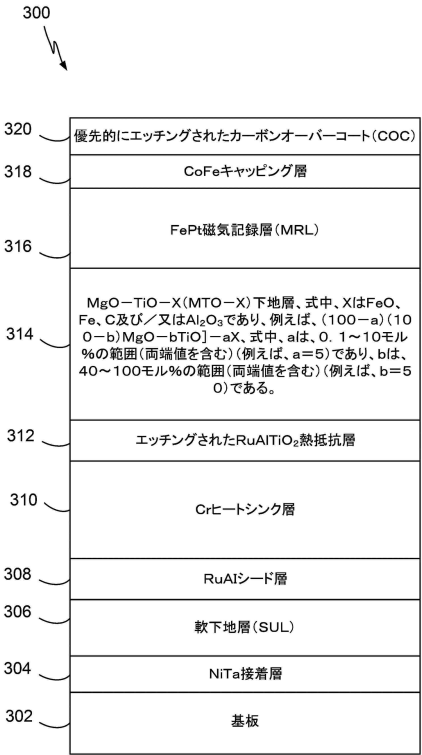 300
320
優先的にエッチングされたカーボンオーバーコート(COC)
318
CoFeキャッピング層
316
FePt磁気記録層(MRL)
314
MgO－TiO－X(MTO－X)下地層、式中、XはFeO、
Fe、C及び／又はAl₂O₃であり、例えば、(100－a)(1
00－b)MgO－bTiO]－aX、式中、aは、0. 1～10モル
%の範囲(両端値を含む)(例えば、a＝5)であり、bは、
40～100モル%の範囲(両端値を含む)(例えば、b＝5
0)である。
312
エッチングされたRuAlTiO₂熱抵抗層
310
Crヒートシンク層
308
RuAlシード層
306
軟下地層(SUL)
304
NiTa接着層
302
基板